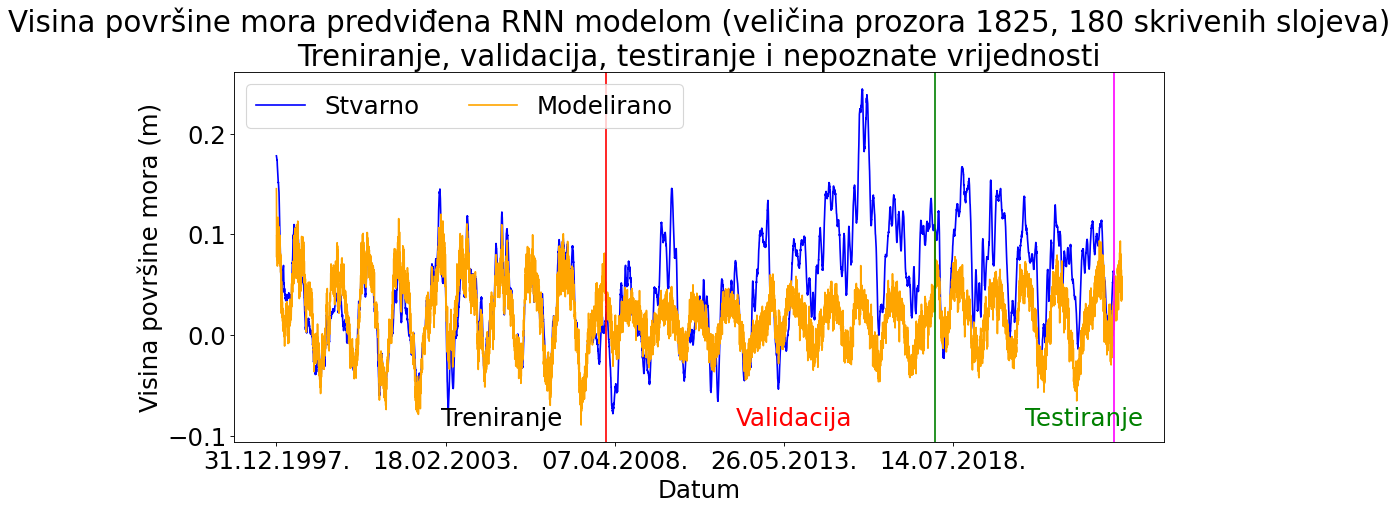 Visina površine mora predviđena RNN modelom (veličina prozora 1825, 180 skrivenih slojeva)
Treniranje, validacija, testiranje i nepoznate vrijednosti
Stvarno Modelirano
Visina površine mora (m)
0.2
0.1
0.0
−0.1
Treniranje Validacija Testiranje
31.12.1997. 18.02.2003. 07.04.2008. 26.05.2013. 14.07.2018.
Datum